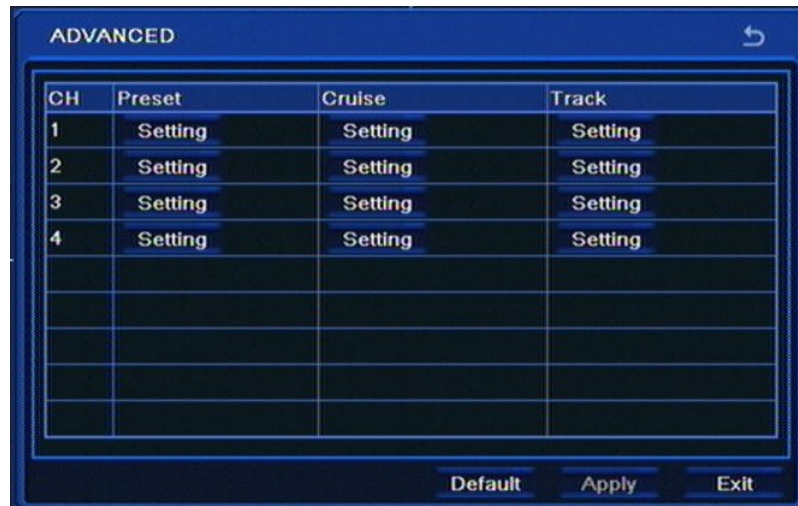 ADVANCED
CH Preset Cruise Track
1 Setting Setting Setting
2 Setting Setting Setting
3 Setting Setting Setting
4 Setting Setting Setting
Default Apply Exit